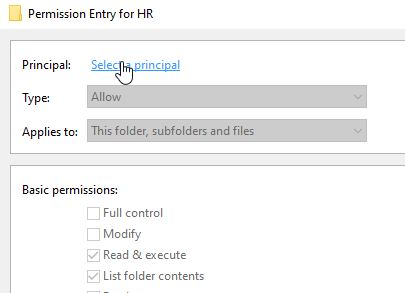 Permission Entry for HR
Principal: Select a principal
Type: Allow
Applies to: This folder, subfolders and files
Basic permissions:
Full control
Modify
Read & execute
List folder contents